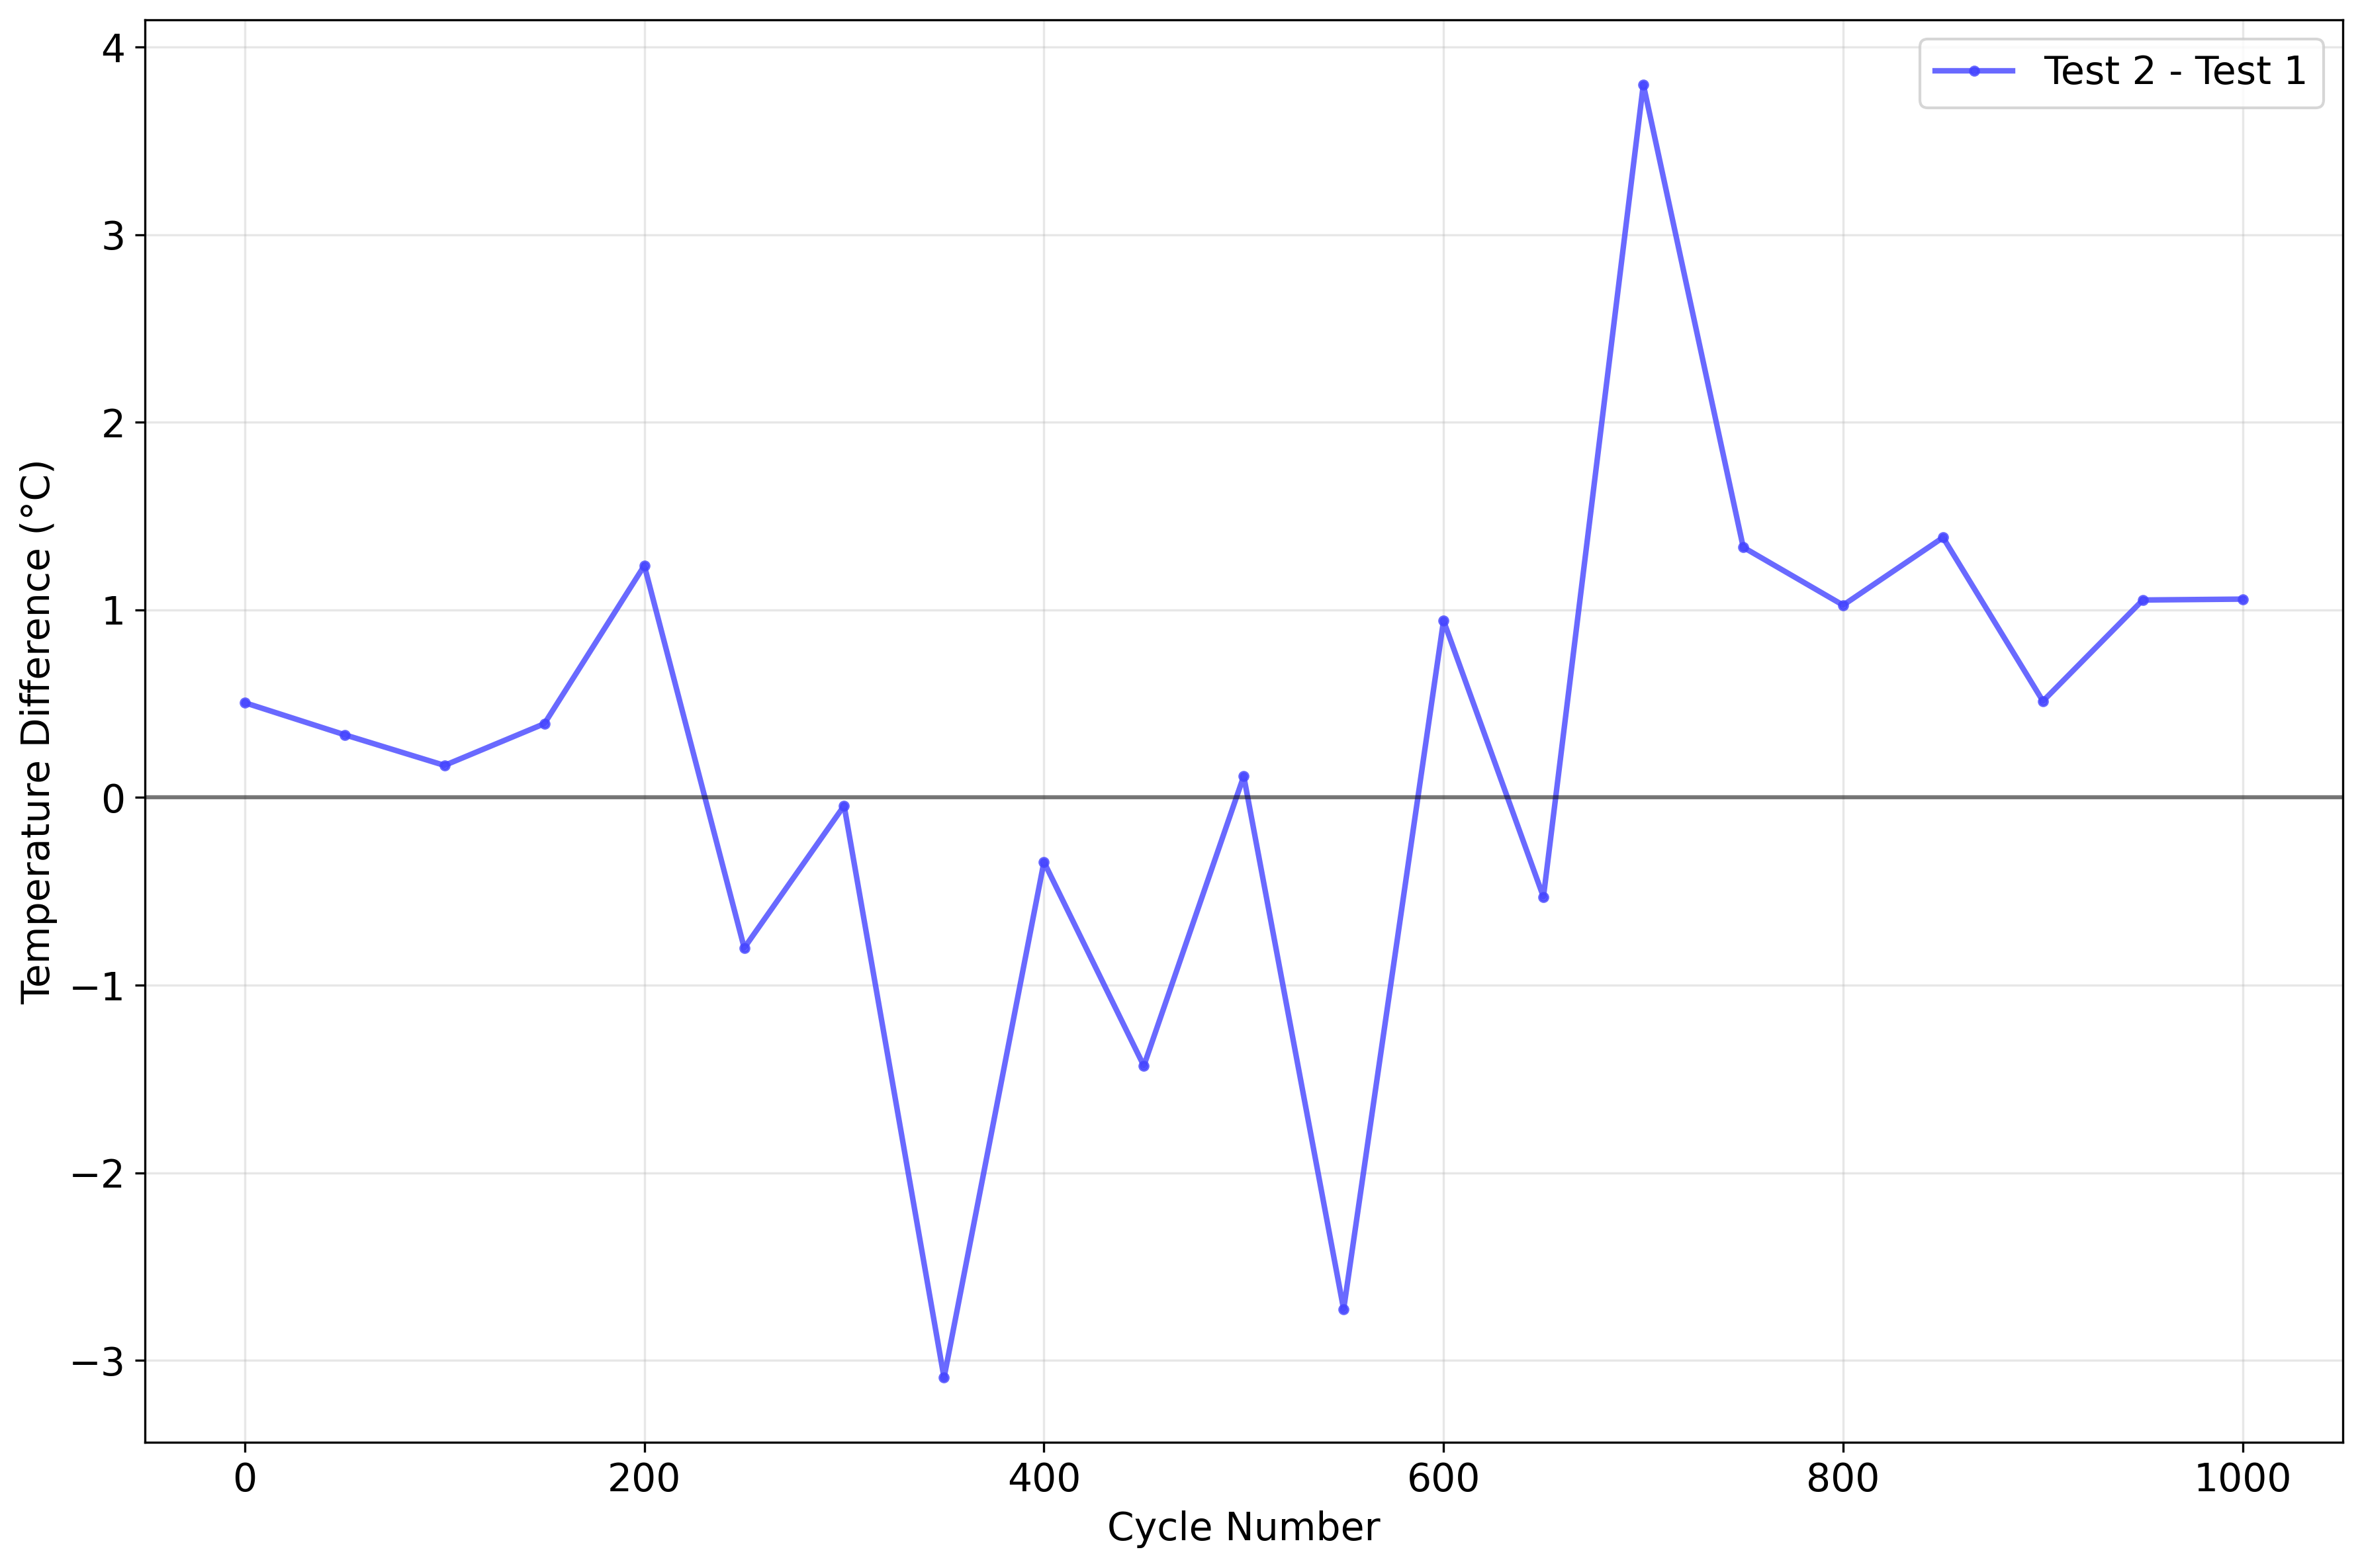 Test 2 - Test 1
Temperature Difference (°C)
4
3
2
1
0
−1
−2
−3
0 200 400 600 800 1000
Cycle Number